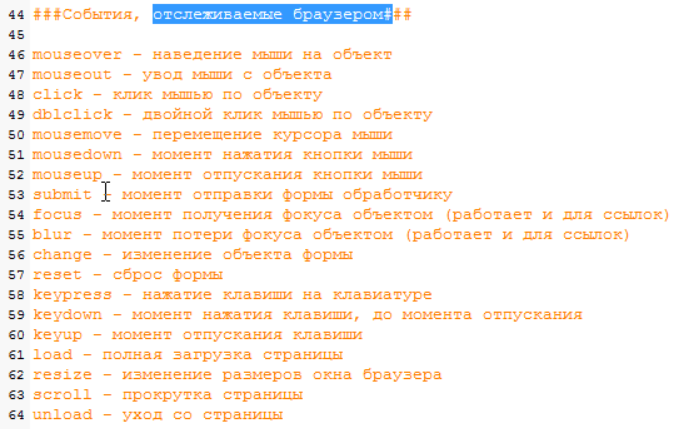 44 ###События, отслеживаемые браузером###
45
46 mouseover - наведение мыши на объект
47 mouseout - увод мыши с объекта
48 click - клик мышью по объекту
49 dblclick - двойной клик мышью по объекту
50 mousemove - перемещение курсора мыши
51 mousedown - момент нажатия кнопки мыши
52 mouseup - момент отпускания кнопки мыши
53 submit - момент отправки формы обработчику
54 focus - момент получения фокуса объектом (работает и для ссылок)
55 blur - момент потери фокуса объектом (работает и для ссылок)
56 change - изменение объекта формы
57 reset - сброс формы
58 keypress - нажатие клавиши на клавиатуре
59 keydown - момент нажатия клавиши, до момента отпускания
60 keyup - момент отпускания клавиши
61 load - полная загрузка страницы
62 resize - изменение размеров окна браузера
63 scroll - прокрутка страницы
64 unload - уход со страницы